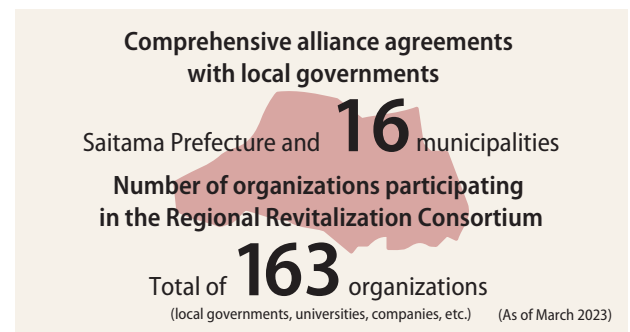 Comprehensive alliance agreements
with local governments
Saitama Prefecture and 16 municipalities
Number of organizations participating
in the Regional Revitalization Consortium
Total of 163 organizations
(local governments, universities, companies, etc.) (As of March 2023)